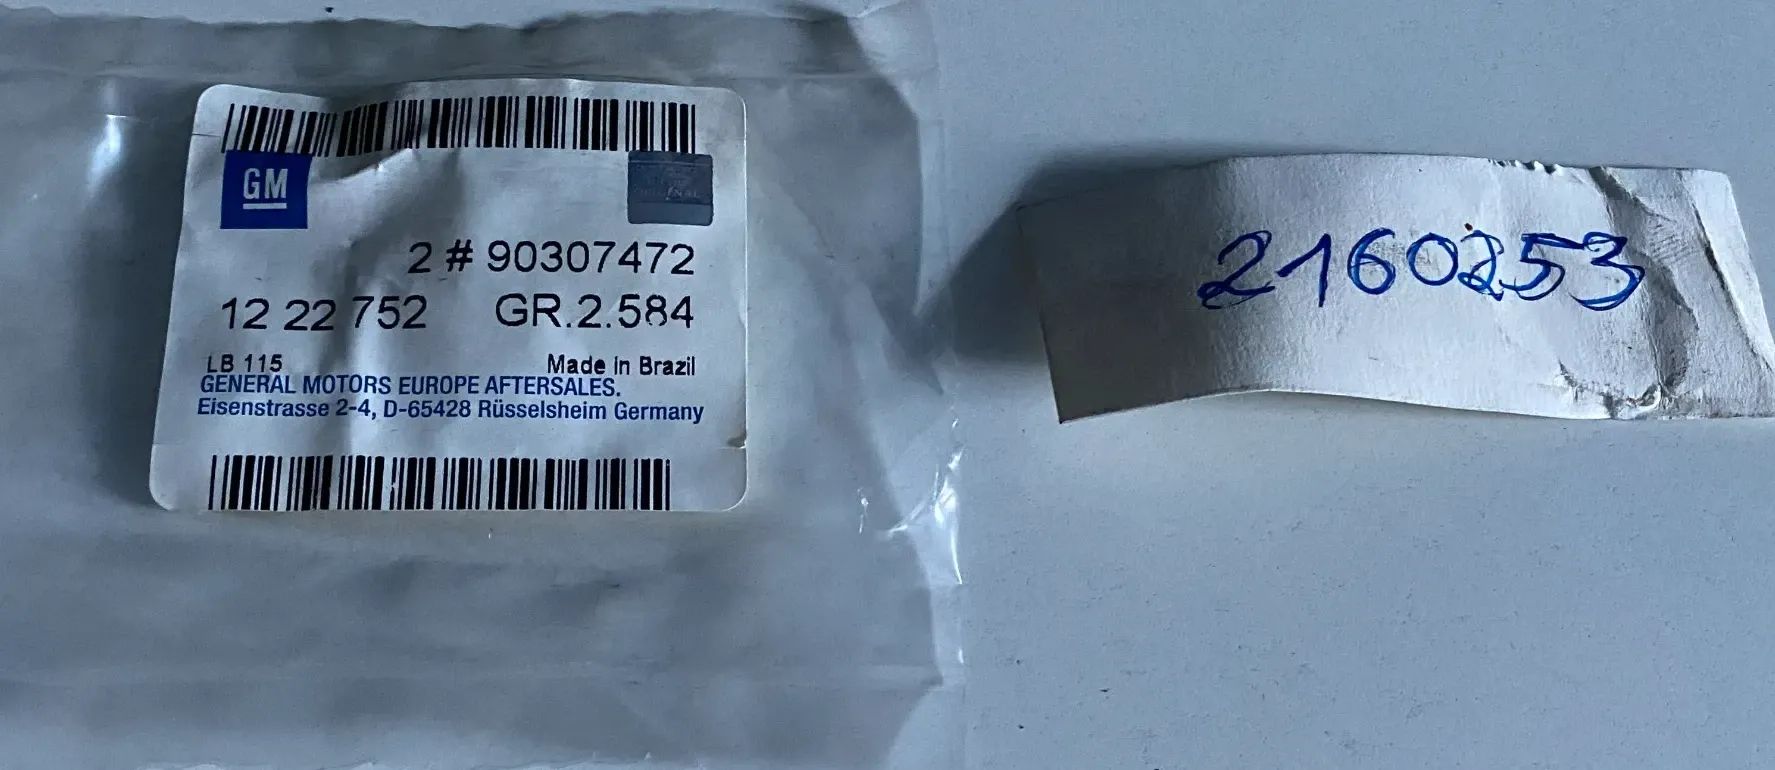 GM
ORIGINAL
2 # 90307472
12 22 752 GR.2.584
LB 115 Made in Brazil
GENERAL MOTORS EUROPE AFTERSALES.
Eisenstrasse 2-4, D-65428 Rüsselsheim Germany
2160253